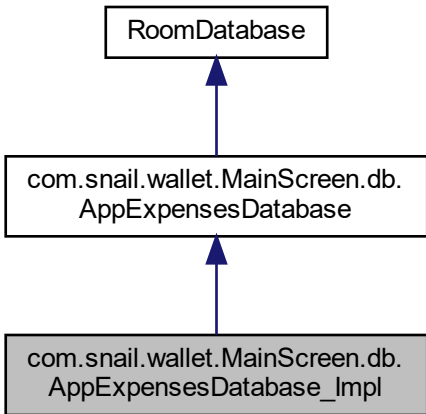 RoomDatabase
com.snail.wallet.MainScreen.db.
AppExpensesDatabase
com.snail.wallet.MainScreen.db.
AppExpensesDatabase_Impl